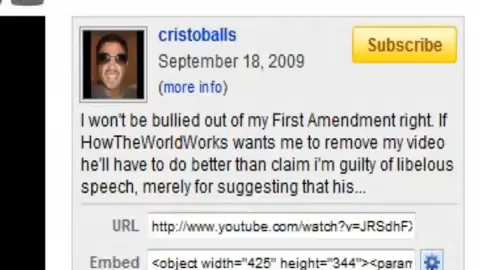 cristoballs
Subscribe
September 18, 2009
(more info)
I won't be bullied out of my First Amendment right. If
HowTheWorldWorks wants me to remove my video
he'll have to do better than claim i'm guilty of libelous
speech, merely for suggesting that his...
URL http://www.youtube.com/watch?v=JRSdhFX
Embed <object width="425" height="344"><param